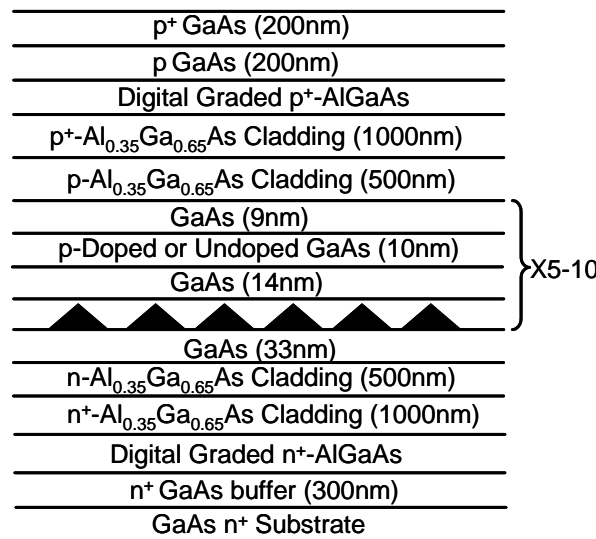 p⁺ GaAs (200nm)
p GaAs (200nm)
Digital Graded p⁺-AlGaAs
p⁺-Al₀.₃₅Ga₀.₆₅As Cladding (1000nm)
p-Al₀.₃₅Ga₀.₆₅As Cladding (500nm)
GaAs (9nm)
p-Doped or Undoped GaAs (10nm)
X5-10
GaAs (14nm)
GaAs (33nm)
n-Al₀.₃₅Ga₀.₆₅As Cladding (500nm)
n⁺-Al₀.₃₅Ga₀.₆₅As Cladding (1000nm)
Digital Graded n⁺-AlGaAs
n⁺ GaAs buffer (300nm)
GaAs n⁺ Substrate